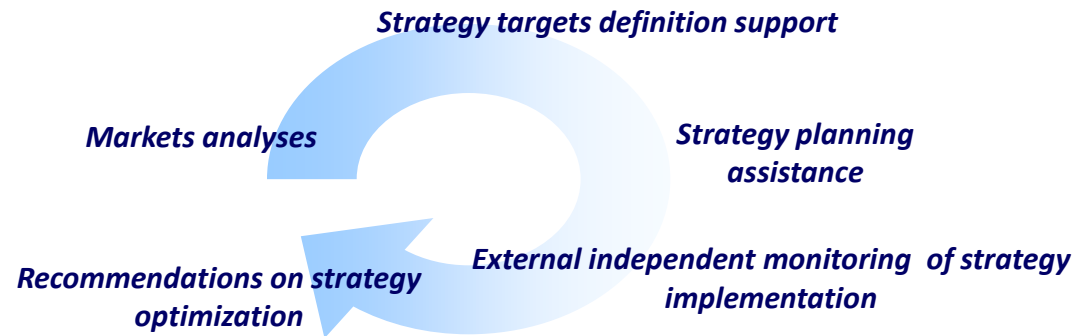 Strategy targets definition support
Markets analyses
Strategy planning
assistance
External independent monitoring of strategy
implementation
Recommendations on strategy
optimization